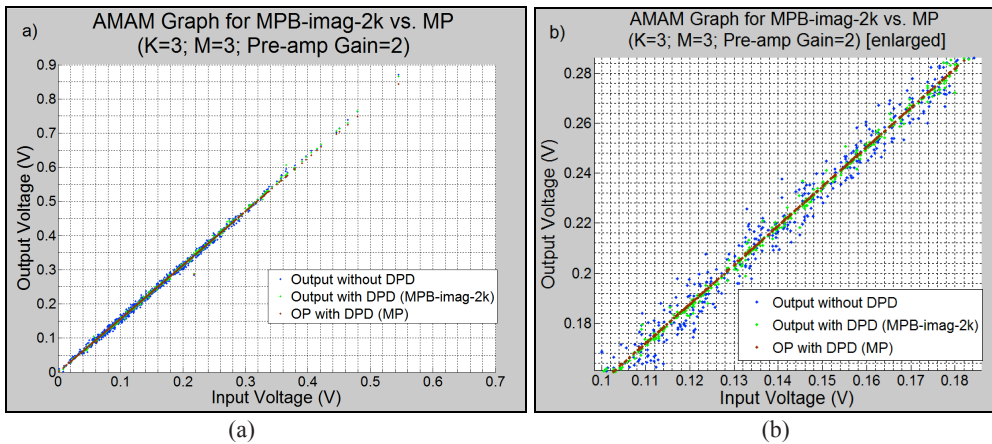 a)
AMAM Graph for MPB-imag-2k vs. MP
(K=3; M=3; Pre-amp Gain=2)
0.9
0.8
0.7
0.6
0.5
0.4
0.3
0.2
0.1
0
Output Voltage (V)
Output without DPD
Output with DPD (MPB-imag-2k)
OP with DPD (MP)
0 0.1 0.2 0.3 0.4 0.5 0.6 0.7
Input Voltage (V)
(a)
b)
AMAM Graph for MPB-imag-2k vs. MP
(K=3; M=3; Pre-amp Gain=2) [enlarged]
0.28
0.26
0.24
0.22
0.2
0.18
Output Voltage (V)
Output without DPD
Output with DPD (MPB-imag-2k)
OP with DPD (MP)
0.1 0.11 0.12 0.13 0.14 0.15 0.16 0.17 0.18
Input Voltage (V)
(b)